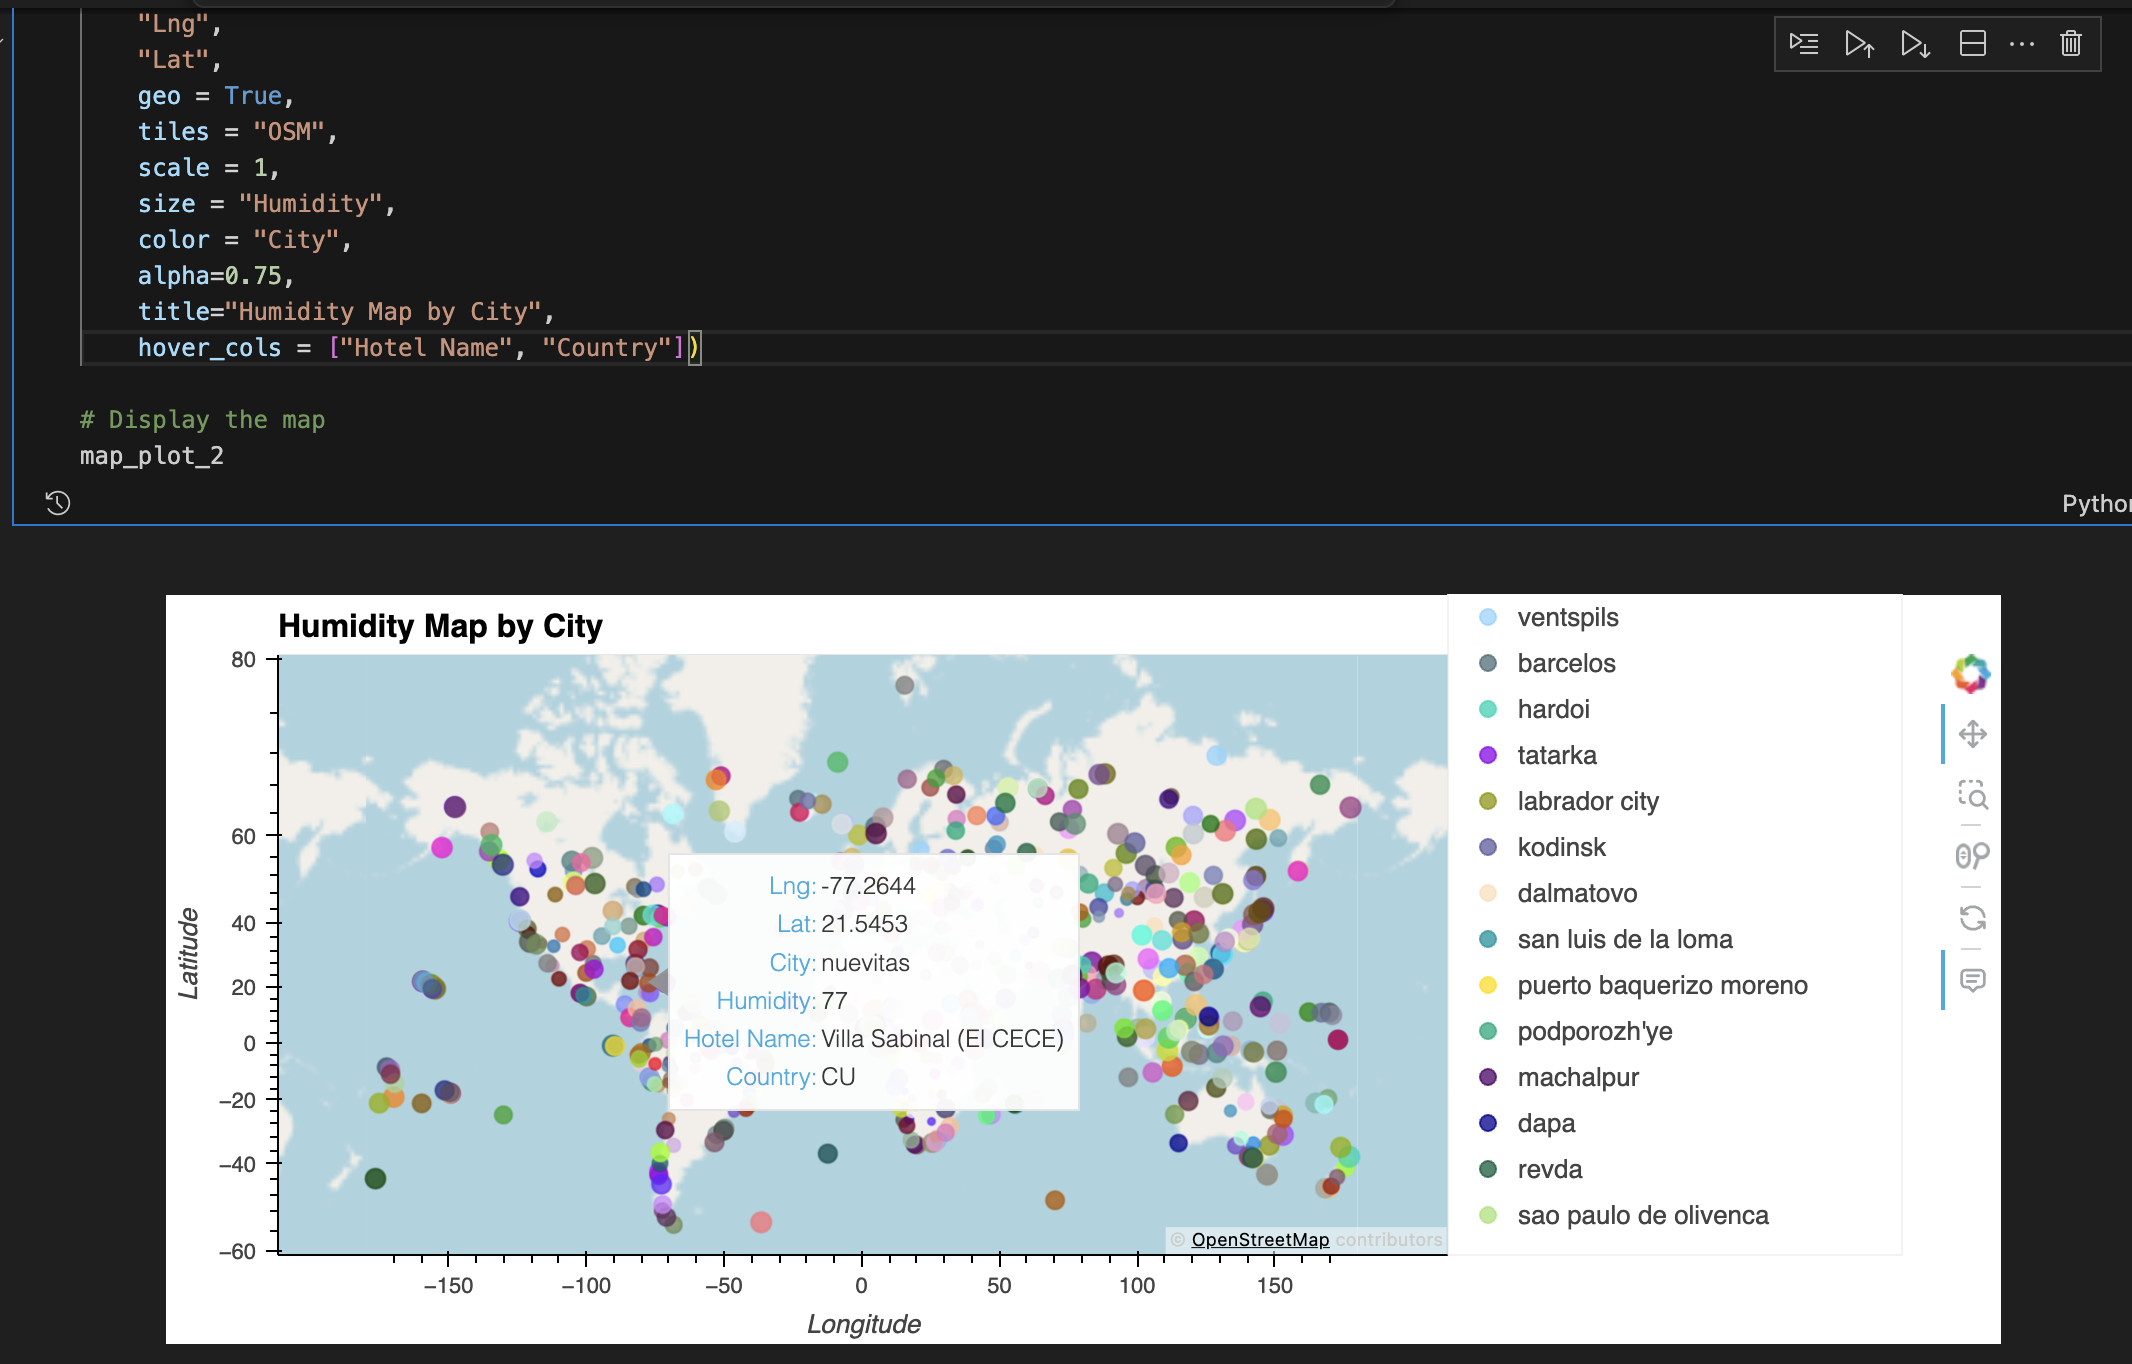 "Lng",
"Lat",
geo = True,
tiles = "OSM",
scale = 1,
size = "Humidity",
color = "City",
alpha=0.75,
title="Humidity Map by City",
hover_cols = ["Hotel Name", "Country"])
# Display the map
map_plot_2
Pytho
Humidity Map by City
80
60
40
20
0
−20
−40
−60
Latitude
−150
−100
−50
0
50
100
150
Longitude
Lng: -77.2644
Lat: 21.5453
City: nuevitas
Humidity: 77
Hotel Name: Villa Sabinal (El CECE)
Country: CU
© OpenStreetMap contributors
ventspils
barcelos
hardoi
tatarka
labrador city
kodinsk
dalmatovo
san luis de la loma
puerto baquerizo moreno
podporozh'ye
machalpur
dapa
revda
sao paulo de olivenca